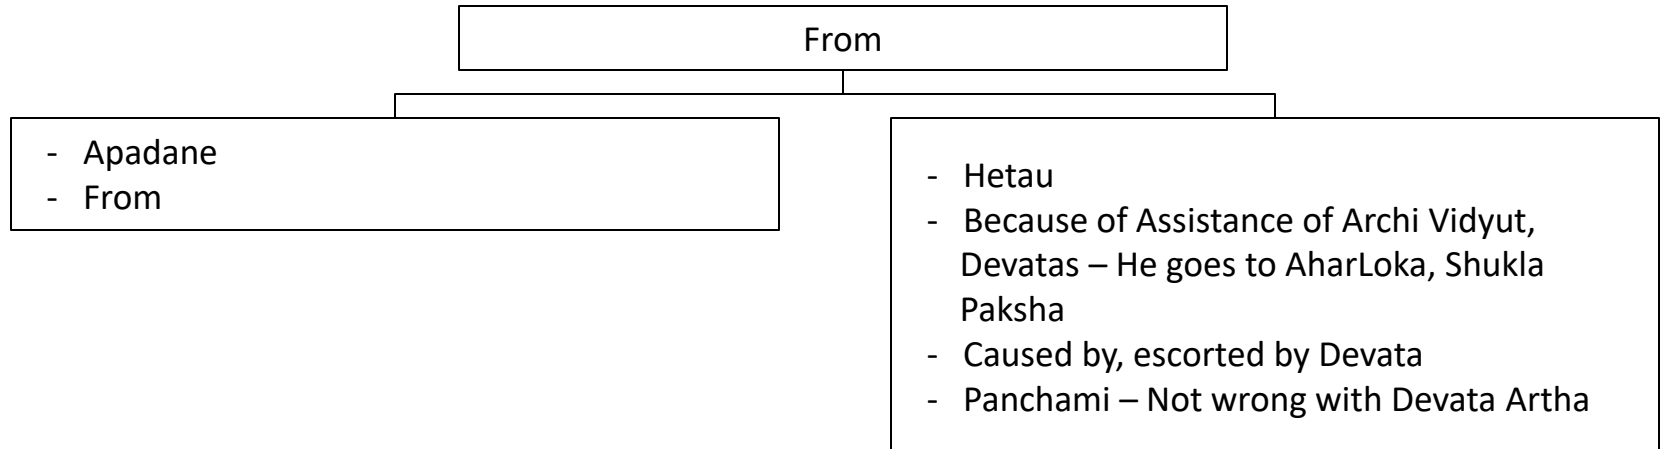 From
- Apadane
- From
- Hetau
- Because of Assistance of Archi Vidyut,
Devatas – He goes to AharLoka, Shukla
Paksha
- Caused by, escorted by Devata
- Panchami – Not wrong with Devata Artha